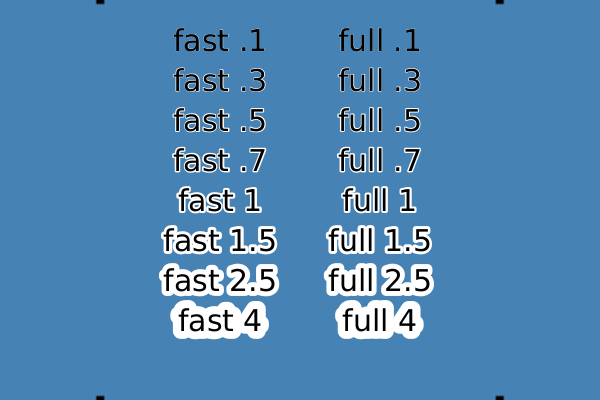 fast .1 full .1
fast .3 full .3
fast .5 full .5
fast .7 full .7
fast 1 full 1
fast 1.5 full 1.5
fast 2.5 full 2.5
fast 4 full 4